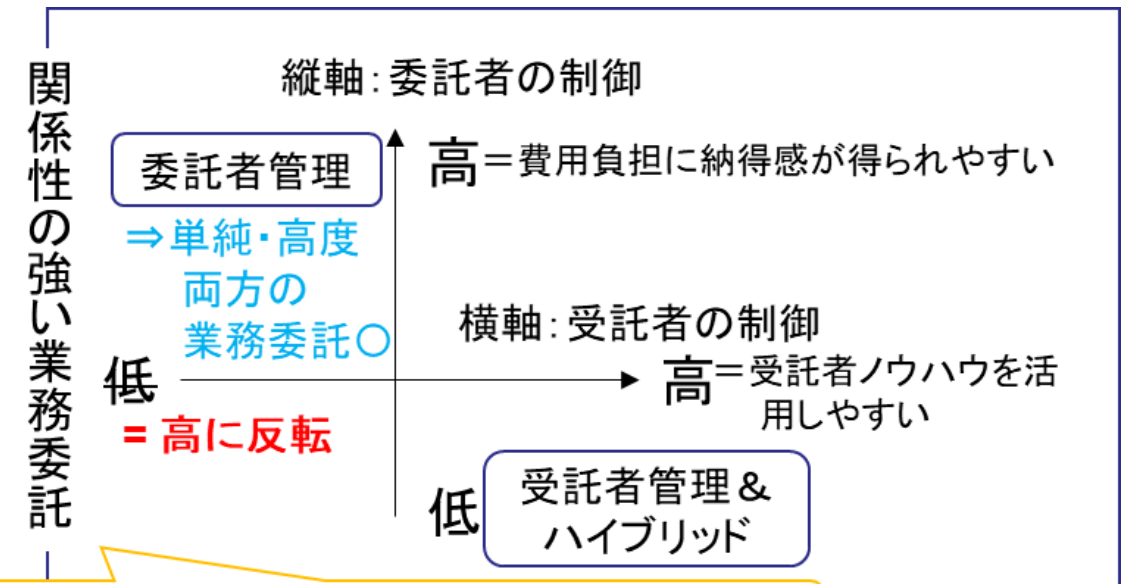 関係性の強い業務委託
縦軸：委託者の制御
委託者管理
高＝費用負担に納得感が得られやすい
⇒単純・高度
両方の
業務委託〇
横軸：受託者の制御
低
高＝受託者ノウハウを活
用しやすい
＝高に反転
低
受託者管理＆
ハイブリッド